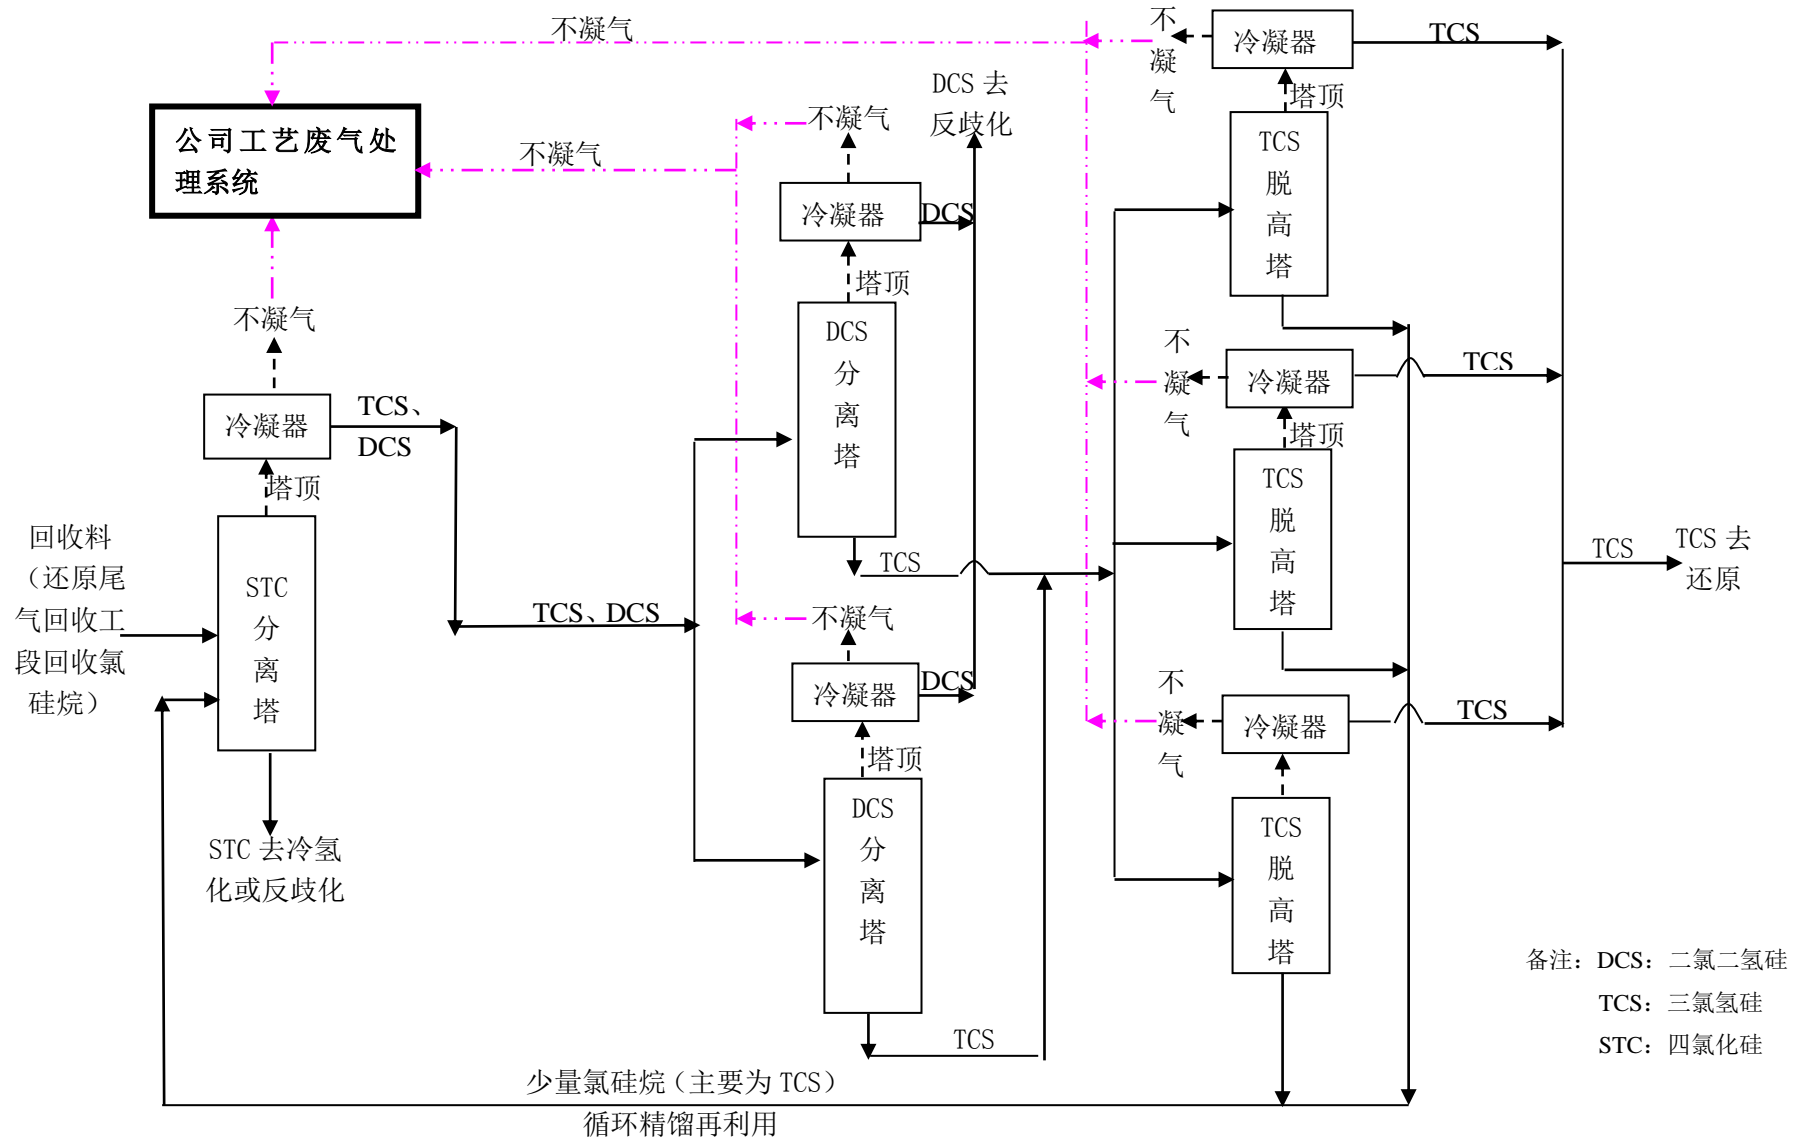 不凝气
公司工艺废气处
理系统
不凝气
不凝气
冷凝器
TCS、
DCS
塔顶
回收料
（还原尾
气回收工
段回收氯
硅烷）
STC
分
离
塔
STC 去冷氢
化或反歧化
TCS、DCS
不凝气
冷凝器
DCS
塔顶
DCS
分
离
塔
TCS
DCS 去
反歧化
不凝气
冷凝器
DCS
塔顶
DCS
分
离
塔
TCS
不
凝
气
冷凝器
TCS
塔顶
TCS
脱
高
塔
不
凝
气
冷凝器
TCS
塔顶
TCS
脱
高
塔
不
凝
气
冷凝器
TCS
TCS
脱
高
塔
TCS
TCS 去
还原
少量氯硅烷（主要为 TCS）
循环精馏再利用
备注：DCS：二氯二氢硅
TCS：三氯氢硅
STC：四氯化硅